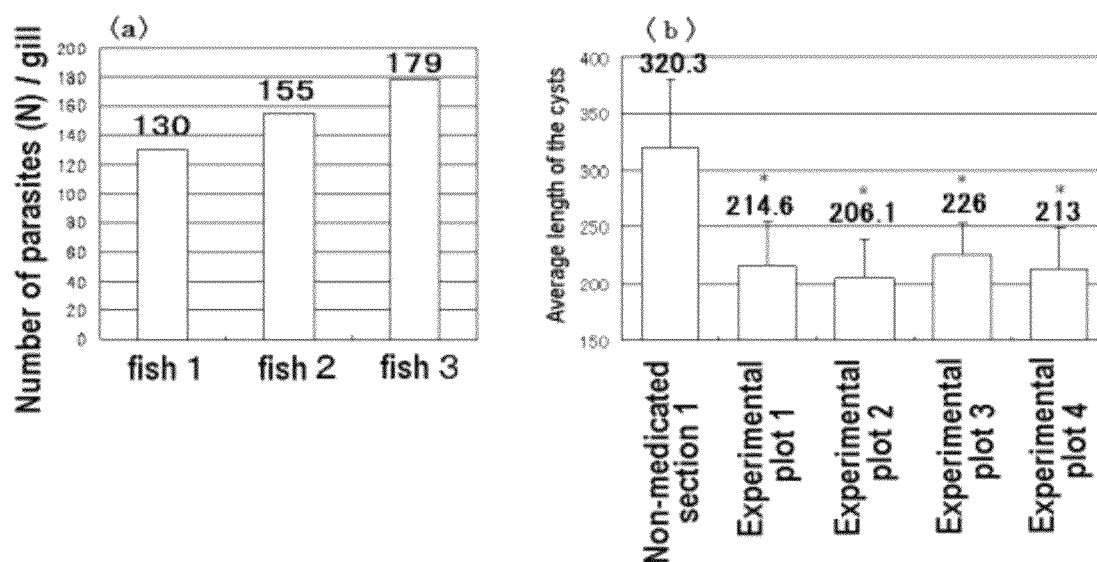 (a)
Number of parasites (N) / gill
200
180
160
140
120
100
80
60
40
20
0
130
155
179
fish 1
fish 2
fish 3
(b)
Average length of the cysts
400
350
300
250
200
150
320.3
*
214.6
*
206.1
*
226
*
213
Non-medicated
section 1
Experimental
plot 1
Experimental
plot 2
Experimental
plot 3
Experimental
plot 4